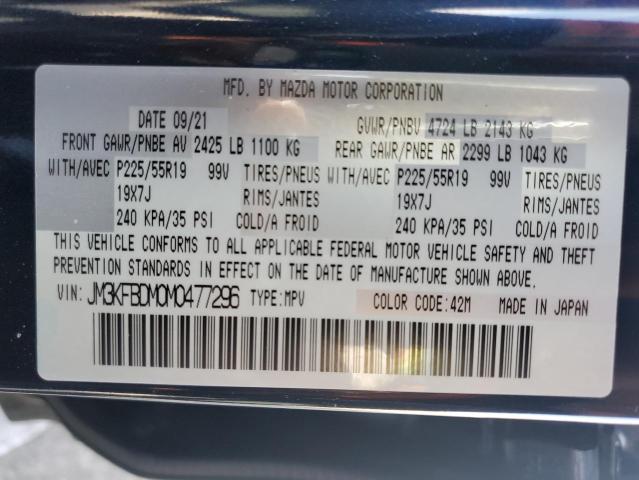 MFD. BY MAZDA MOTOR CORPORATION
DATE 09/21 GVWR/PNBV 4724 LB 2143 KG
FRONT GAWR/PNBE AV 2425 LB 1100 KG REAR GAWR/PNBE AR 2299 LB 1043 KG
WITH/AVEC P225/55R19 99V TIRES/PNEUS WITH/AVEC P225/55R19 99V TIRES/PNEUS
19X7J RIMS/JANTES 19X7J RIMS/JANTES
240 KPA/35 PSI COLD/A FROID 240 KPA/35 PSI COLD/A FROID
THIS VEHICLE CONFORMS TO ALL APPLICABLE FEDERAL MOTOR VEHICLE SAFETY AND THEFT
PREVENTION STANDARDS IN EFFECT ON THE DATE OF MANUFACTURE SHOWN ABOVE.
VIN: JM3KFBDM0M0477296 TYPE:MPV COLOR CODE:42M MADE IN JAPAN